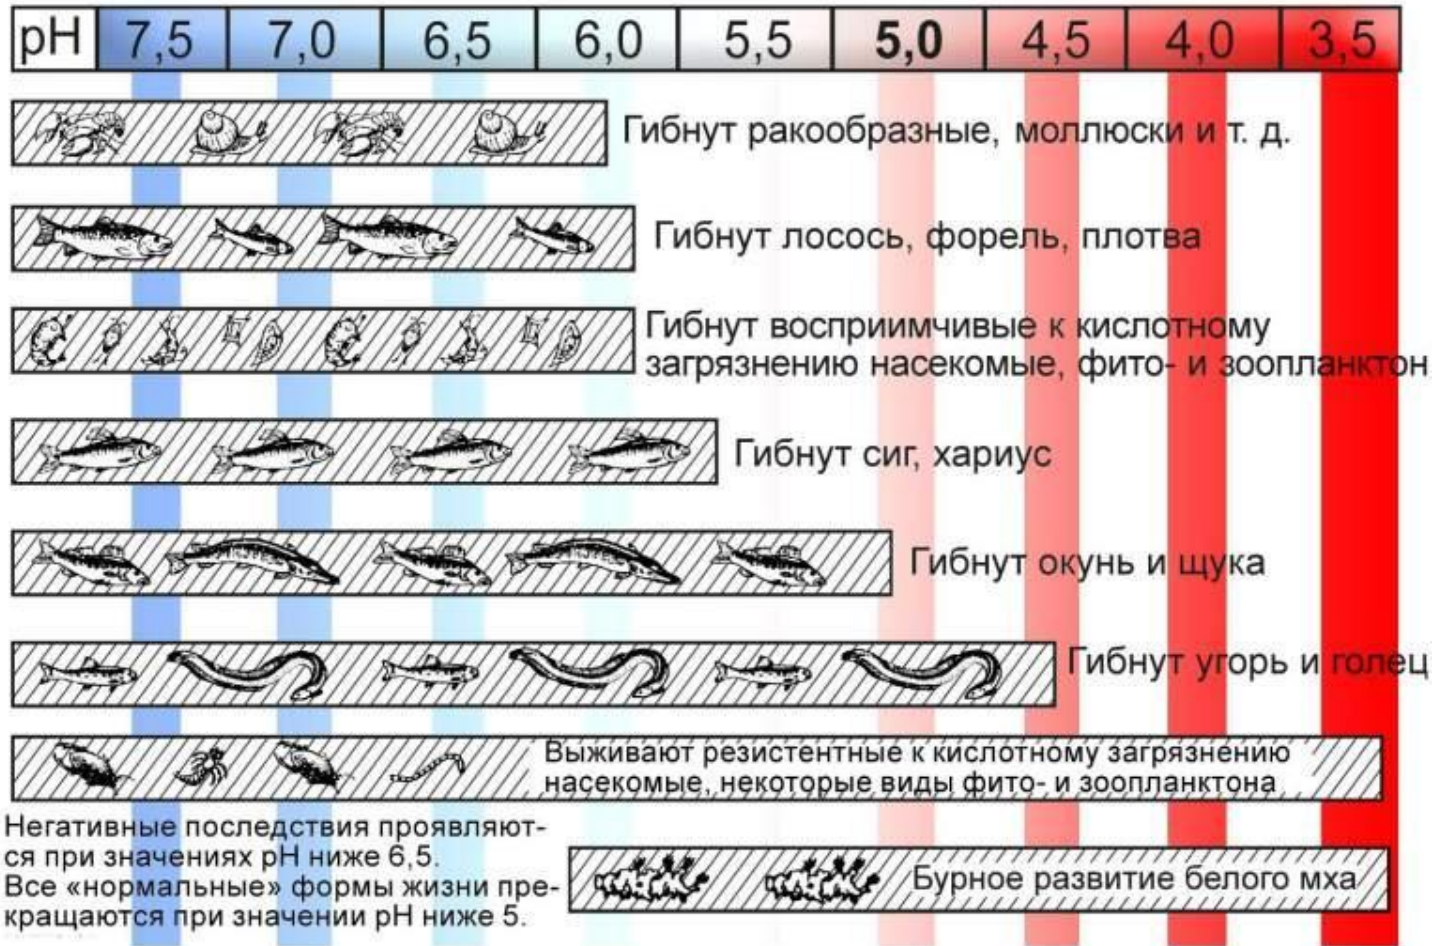 pH 7,5 7,0 6,5 6,0 5,5 5,0 4,5 4,0 3,5
Гибнут ракообразные, моллюски и т. д.
Гибнут лосось, форель, плотва
Гибнут восприимчивые к кислотному
загрязнению насекомые, фито- и зоопланктон
Гибнут сиг, хариус
Гибнут окунь и щука
Гибнут угорь и голец
Выживают резистентные к кислотному загрязнению
насекомые, некоторые виды фито- и зоопланктона
Негативные последствия проявляют-
ся при значениях pH ниже 6,5.
Все «нормальные» формы жизни пре-
кращаются при значении pH ниже 5.
Бурное развитие белого мха